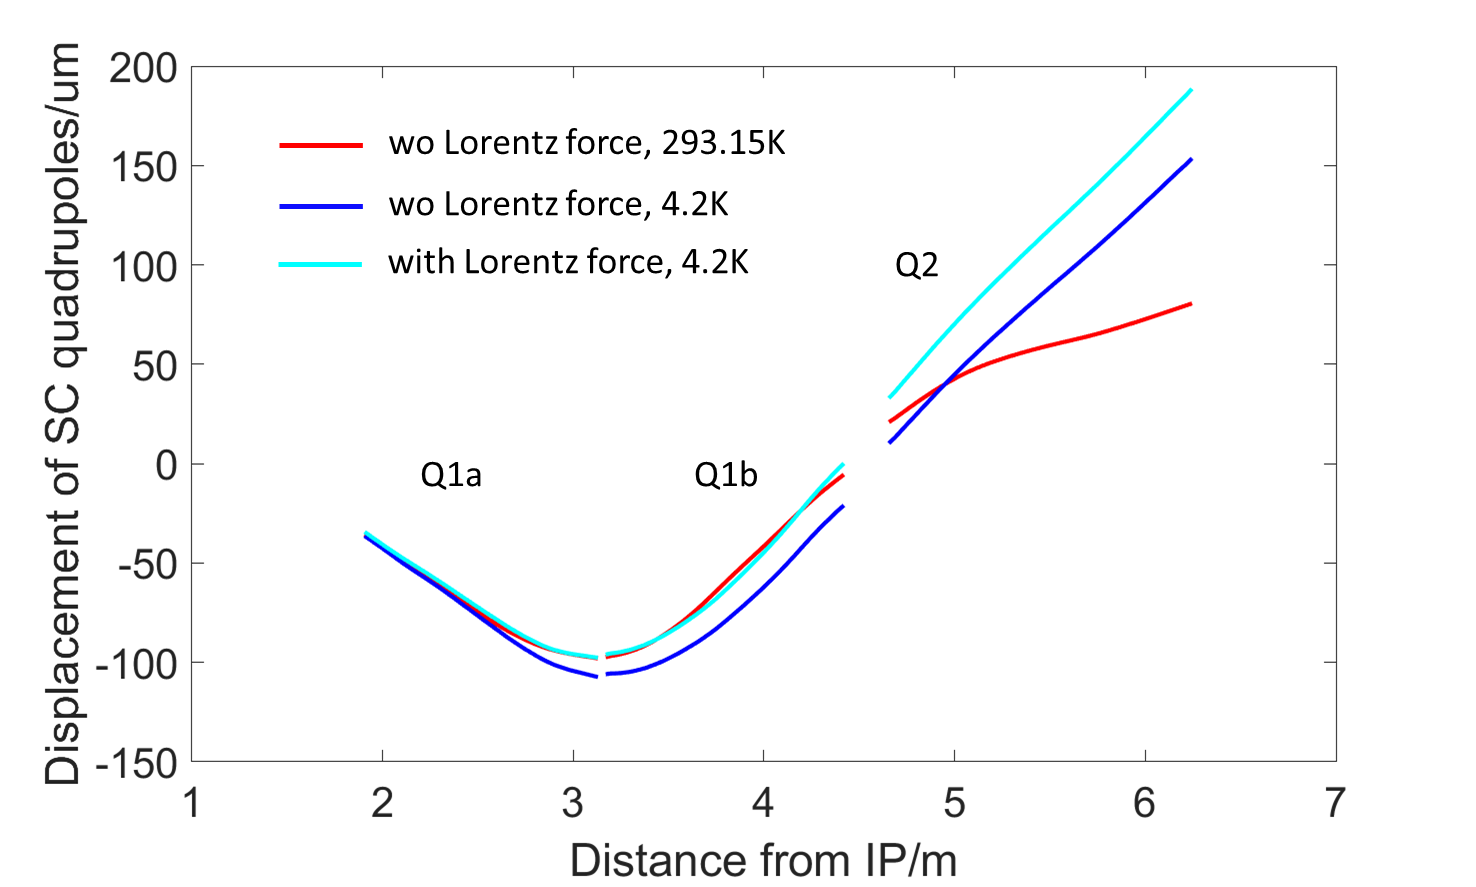 Displacement of SC quadrupoles/um
200
150
100
50
0
-50
-100
-150
wo Lorentz force, 293.15K
wo Lorentz force, 4.2K
with Lorentz force, 4.2K
Q2
Q1a
Q1b
1 2 3 4 5 6 7
Distance from IP/m